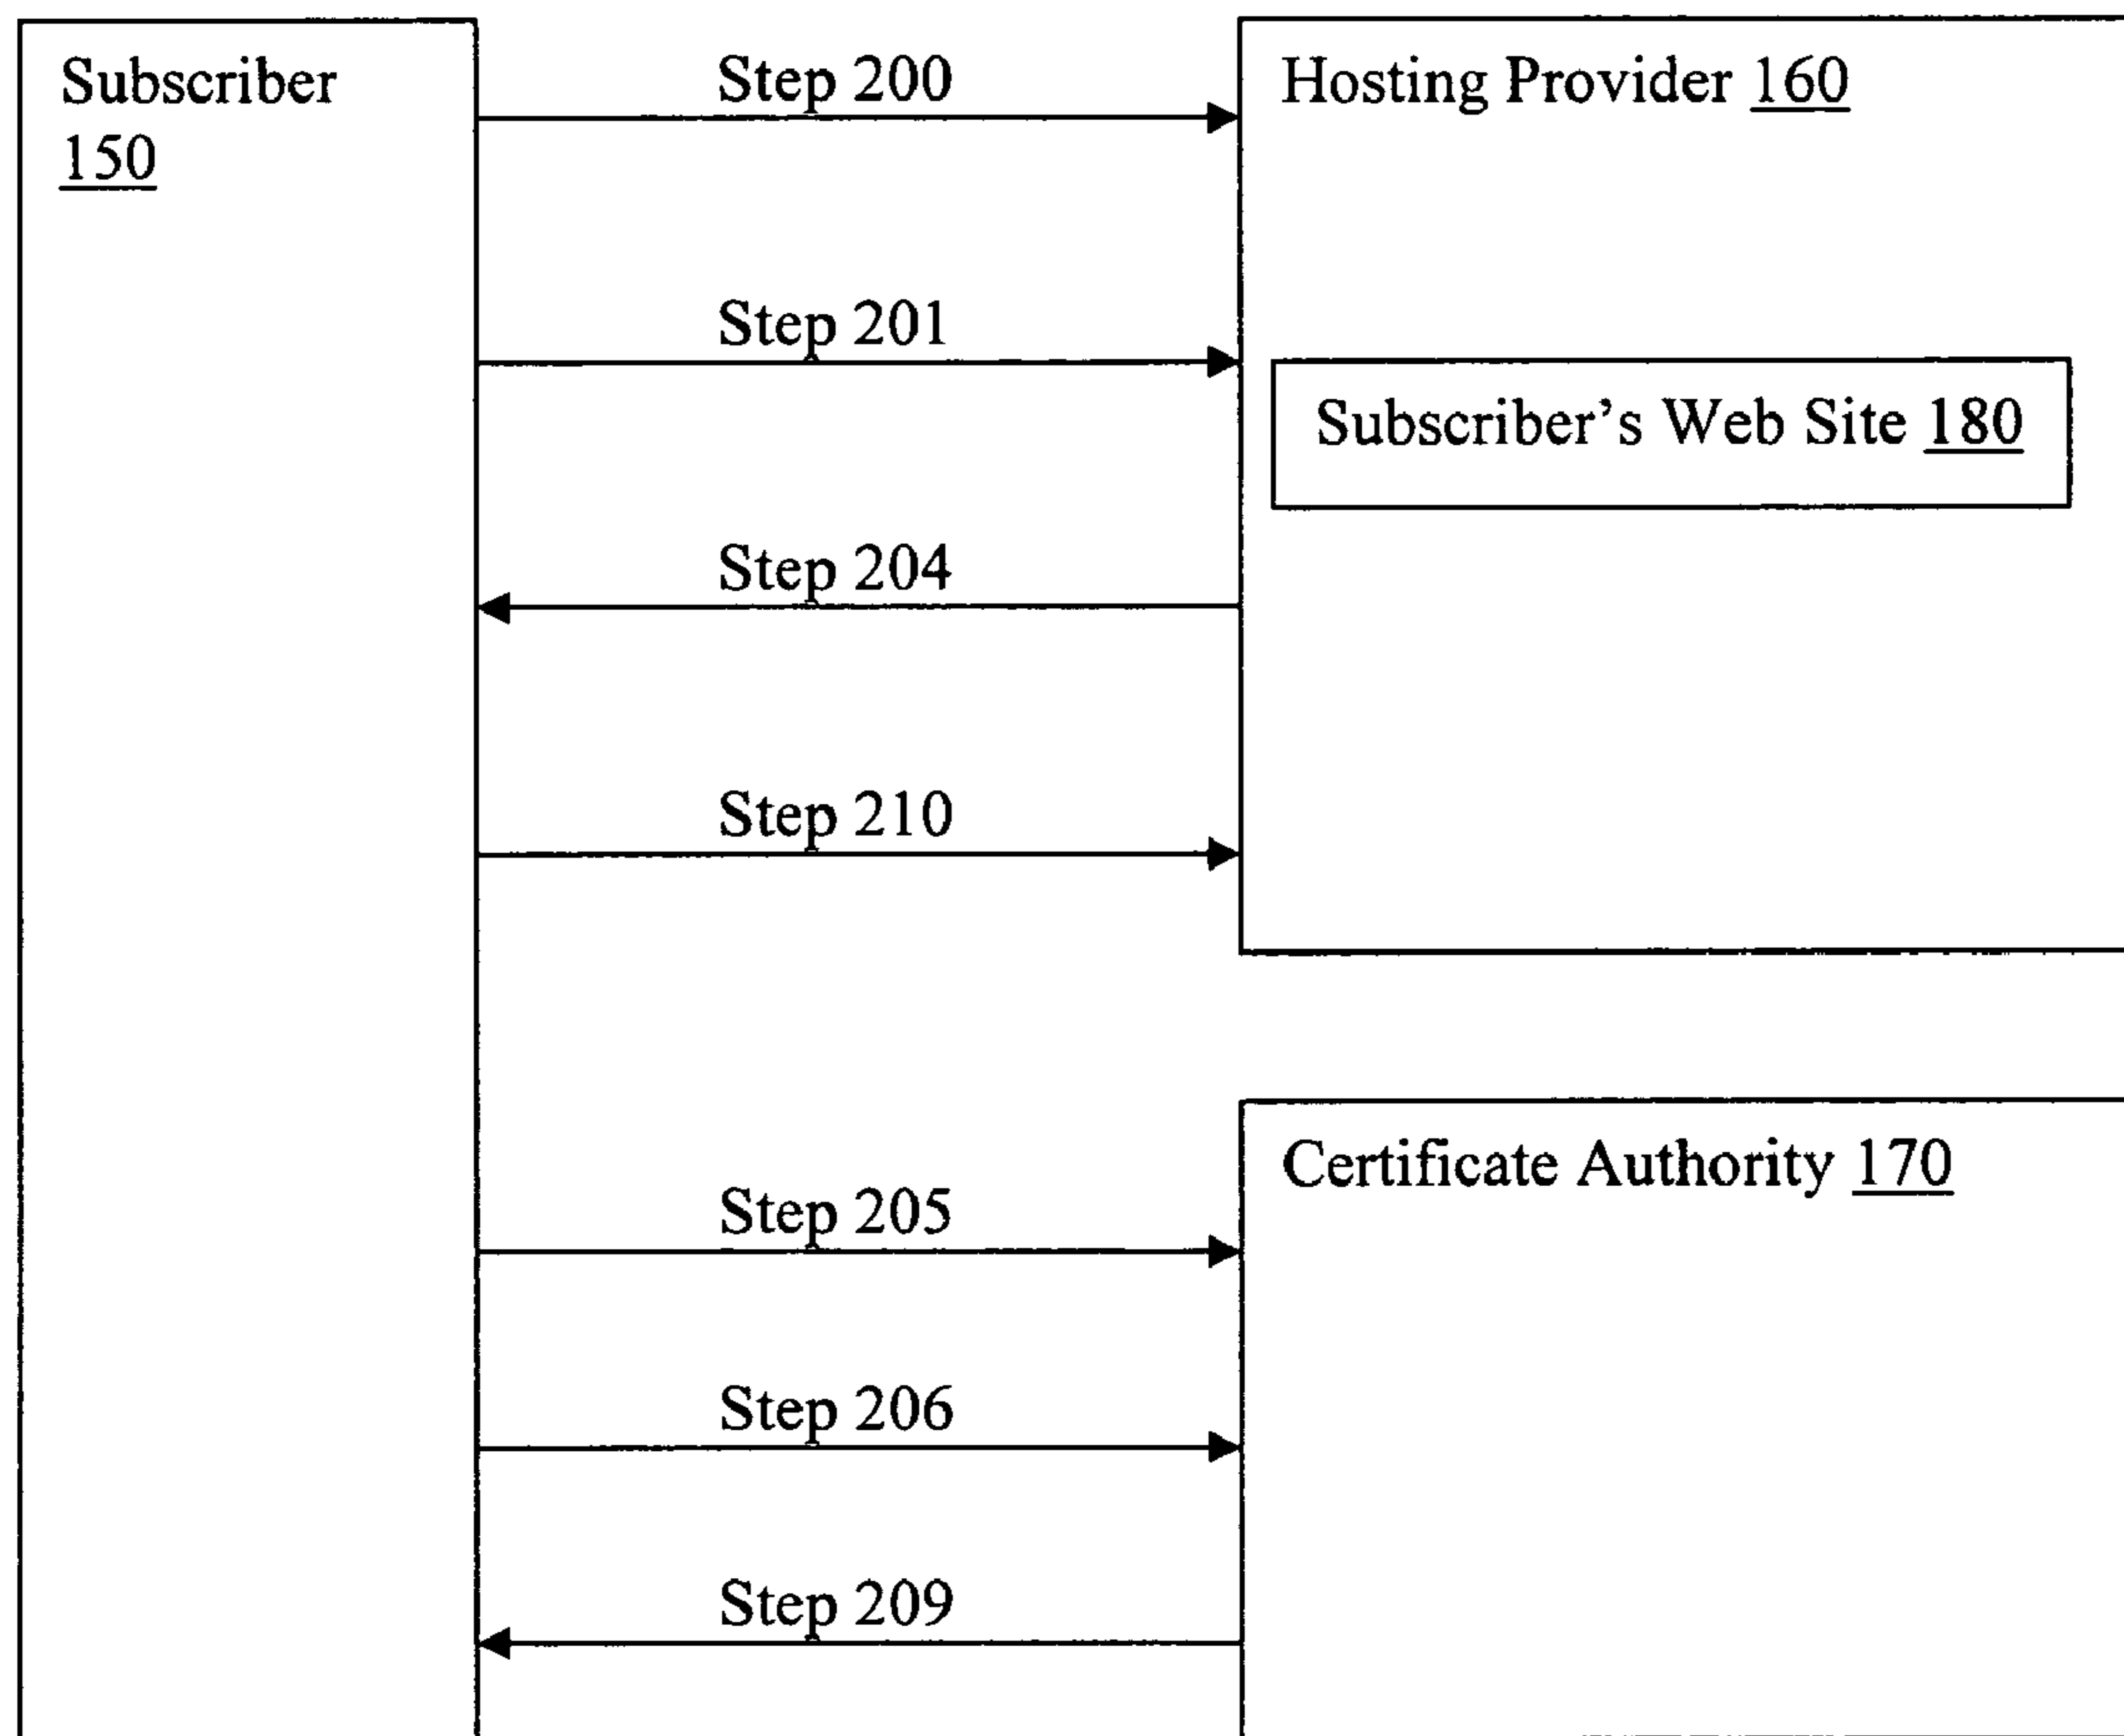 Subscriber
150
Step 200
Hosting Provider 160
Step 201
Subscriber's Web Site 180
Step 204
Step 210
Certificate Authority 170
Step 205
Step 206
Step 209